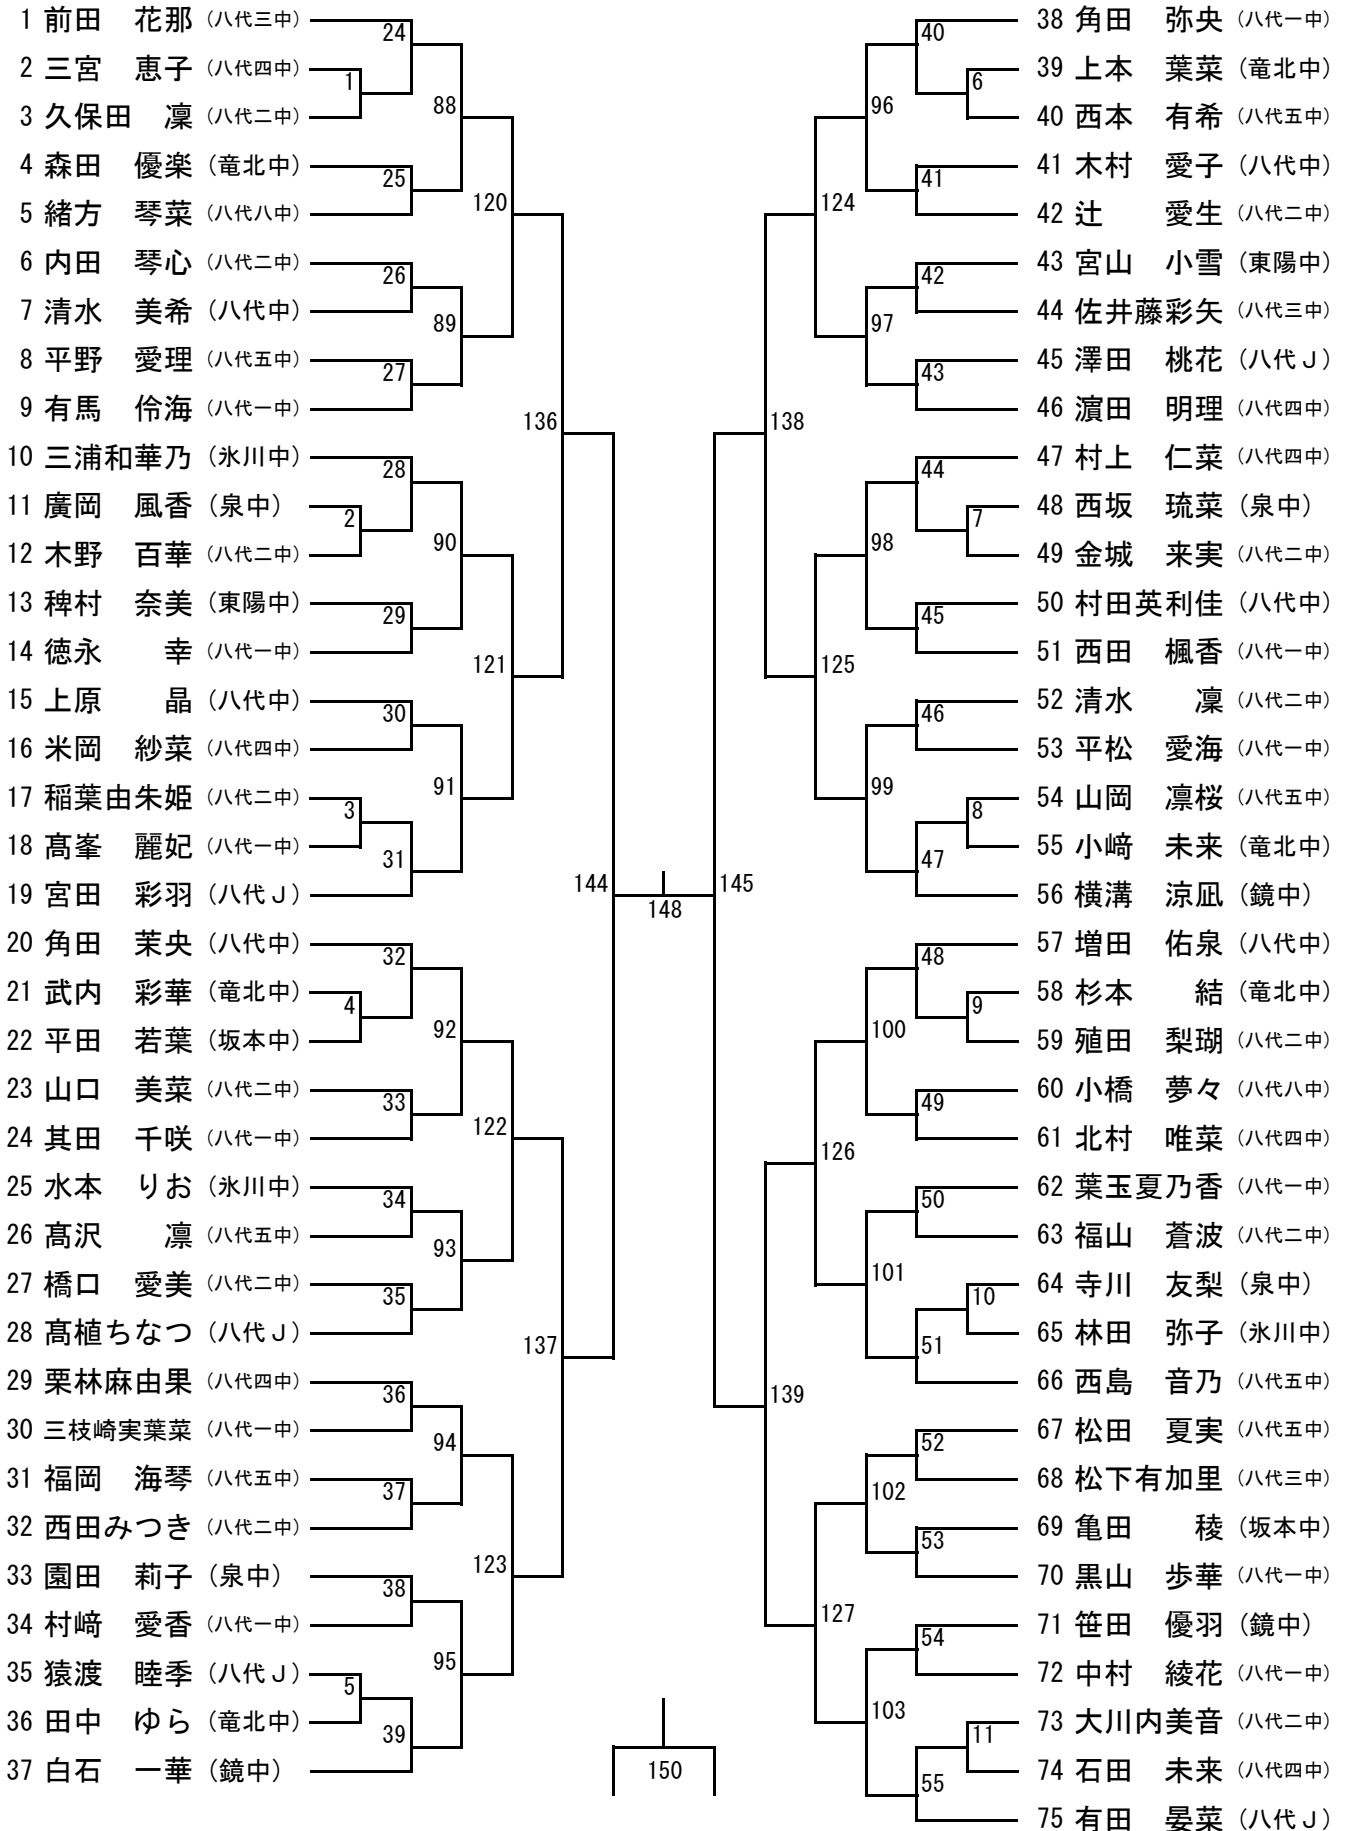 1 前田　花那（八代三中）
2 三宮　恵子（八代四中）
3 久保田　凜（八代二中）
4 森田　優楽（竜北中）
5 緒方　琴菜（八代八中）
6 内田　琴心（八代二中）
7 清水　美希（八代中）
8 平野　愛理（八代五中）
9 有馬　伶海（八代一中）
10 三浦和華乃（氷川中）
11 廣岡　風香（泉中）
12 木野　百華（八代二中）
13 稗村　奈美（東陽中）
14 徳永　　幸（八代一中）
15 上原　　晶（八代中）
16 米岡　紗菜（八代四中）
17 稲葉由朱姫（八代二中）
18 髙峯　麗妃（八代一中）
19 宮田　彩羽（八代Ｊ）
20 角田　茉央（八代中）
21 武内　彩華（竜北中）
22 平田　若葉（坂本中）
23 山口　美菜（八代二中）
24 其田　千咲（八代一中）
25 水本　りお（氷川中）
26 髙沢　　凛（八代五中）
27 橋口　愛美（八代二中）
28 髙植ちなつ（八代Ｊ）
29 栗林麻由果（八代四中）
30 三枝崎実葉菜（八代一中）
31 福岡　海琴（八代五中）
32 西田みつき（八代二中）
33 園田　莉子（泉中）
34 村﨑　愛香（八代一中）
35 猿渡　睦季（八代Ｊ）
36 田中　ゆら（竜北中）
37 白石　一華（鏡中）
1
2
3
4
5
24
25
26
27
28
29
30
31
32
33
34
35
36
37
38
39
88
89
90
91
92
93
94
95
120
121
122
123
136
137
144
148
150
145
138
139
124
125
126
127
96
97
98
99
100
101
102
103
40
41
42
43
44
45
46
47
48
49
50
51
52
53
54
55
6
7
8
9
10
11
38 角田　弥央（八代一中）
39 上本　葉菜（竜北中）
40 西本　有希（八代五中）
41 木村　愛子（八代中）
42 辻　　愛生（八代二中）
43 宮山　小雪（東陽中）
44 佐井藤彩矢（八代三中）
45 澤田　桃花（八代Ｊ）
46 濵田　明理（八代四中）
47 村上　仁菜（八代四中）
48 西坂　琉菜（泉中）
49 金城　来実（八代二中）
50 村田英利佳（八代中）
51 西田　楓香（八代一中）
52 清水　　凜（八代二中）
53 平松　愛海（八代一中）
54 山岡　凛桜（八代五中）
55 小﨑　未来（竜北中）
56 横溝　涼凪（鏡中）
57 増田　佑泉（八代中）
58 杉本　　結（竜北中）
59 殖田　梨瑚（八代二中）
60 小橋　夢々（八代八中）
61 北村　唯菜（八代四中）
62 葉玉夏乃香（八代一中）
63 福山　蒼波（八代二中）
64 寺川　友梨（泉中）
65 林田　弥子（氷川中）
66 西島　音乃（八代五中）
67 松田　夏実（八代五中）
68 松下有加里（八代三中）
69 亀田　　稜（坂本中）
70 黒山　歩華（八代一中）
71 笹田　優羽（鏡中）
72 中村　綾花（八代一中）
73 大川内美音（八代二中）
74 石田　未来（八代四中）
75 有田　晏菜（八代Ｊ）